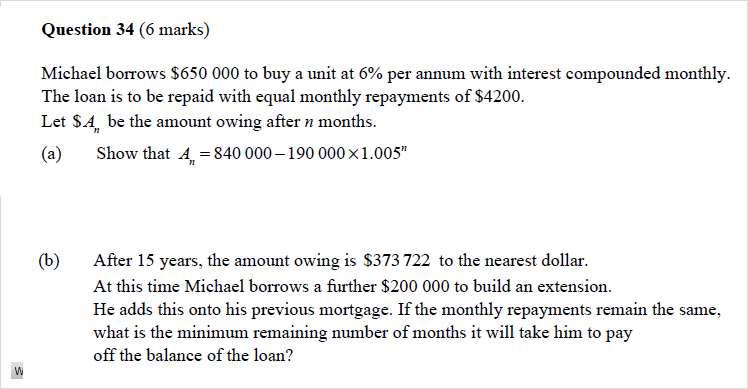 Question 34 (6 marks)
Michael borrows $650 000 to buy a unit at 6% per annum with interest compounded monthly.
The loan is to be repaid with equal monthly repayments of $4200.
Let $Aₙ be the amount owing after n months.
(a) Show that Aₙ = 840 000 – 190 000 × 1.005ⁿ
(b) After 15 years, the amount owing is $373 722 to the nearest dollar.
At this time Michael borrows a further $200 000 to build an extension.
He adds this onto his previous mortgage. If the monthly repayments remain the same,
what is the minimum remaining number of months it will take him to pay
off the balance of the loan?
W